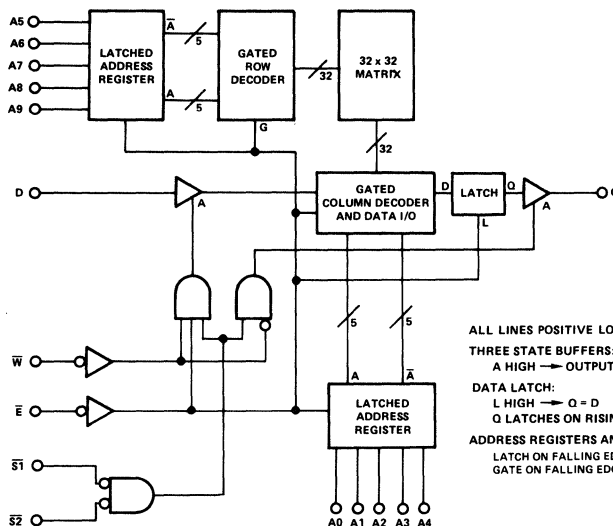 A5
A6
A7
A8
A9
LATCHED
ADDRESS
REGISTER
A̅
5
A
5
GATED
ROW
DECODER
G
32
32 x 32
MATRIX
32
D
A
GATED
COLUMN DECODER
AND DATA I/O
D
LATCH
Q
L
A
5
5
A
A̅
W̅
E̅
S̅1̅
S̅2̅
LATCHED
ADDRESS
REGISTER
A0 A1 A2 A3 A4
ALL LINES POSITIVE LO
THREE STATE BUFFERS:
A HIGH → OUTPUT
DATA LATCH:
L HIGH → Q = D
Q LATCHES ON RISIN
ADDRESS REGISTERS AN
LATCH ON FALLING ED
GATE ON FALLING EDG